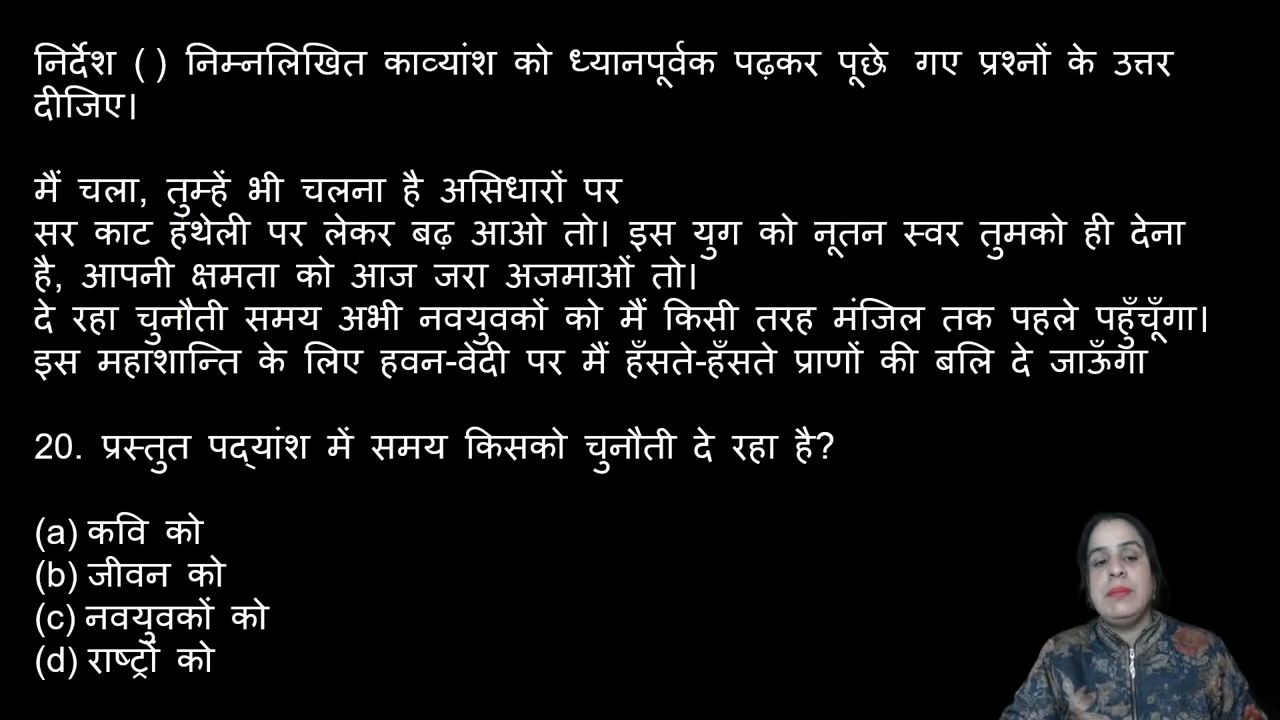 निर्देश ( ) निम्नलिखित काव्यांश को ध्यानपूर्वक पढ़कर पूछे गए प्रश्नों के उत्तर
दीजिए।
मैं चला, तुम्हें भी चलना है असिधारों पर
सर काट हथेली पर लेकर बढ़ आओ तो। इस युग को नूतन स्वर तुमको ही देना
है, आपनी क्षमता को आज जरा अजमाओं तो।
दे रहा चुनौती समय अभी नवयुवकों को मैं किसी तरह मंजिल तक पहले पहुँचूँगा।
इस महाशान्ति के लिए हवन-वेदी पर मैं हँसते-हँसते प्राणों की बलि दे जाऊँगा
20. प्रस्तुत पद्यांश में समय किसको चुनौती दे रहा है?
(a) कवि को
(b) जीवन को
(c) नवयुवकों को
(d) राष्ट्रों को